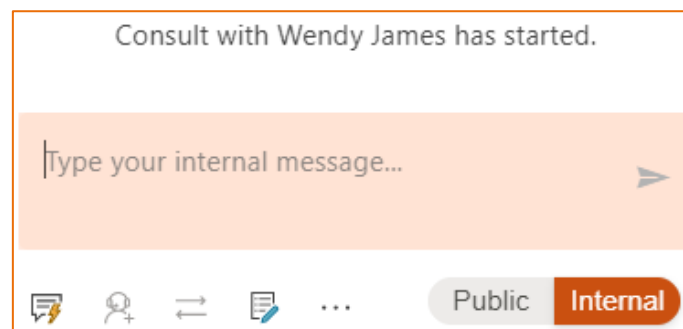 Consult with Wendy James has started.
Type your internal message...
Public Internal